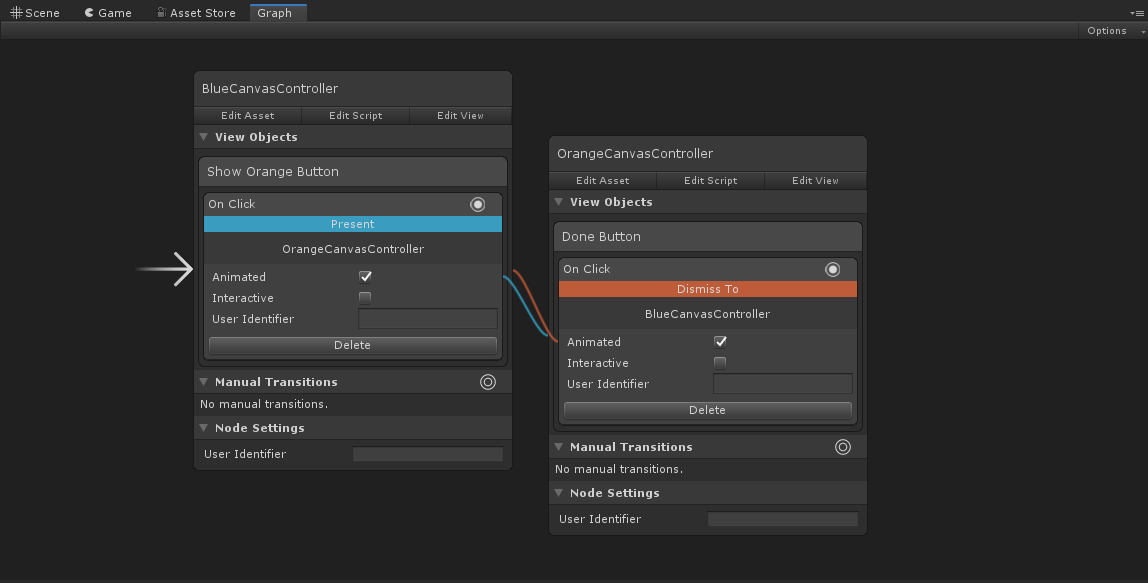 Scene Game Asset Store Graph
Options
BlueCanvasController
Edit Asset Edit Script Edit View
View Objects
Show Orange Button
On Click
Present
OrangeCanvasController
Animated
Interactive
User Identifier
Delete
Manual Transitions
No manual transitions.
Node Settings
User Identifier
OrangeCanvasController
Edit Asset Edit Script Edit View
View Objects
Done Button
On Click
Dismiss To
BlueCanvasController
Animated
Interactive
User Identifier
Delete
Manual Transitions
No manual transitions.
Node Settings
User Identifier